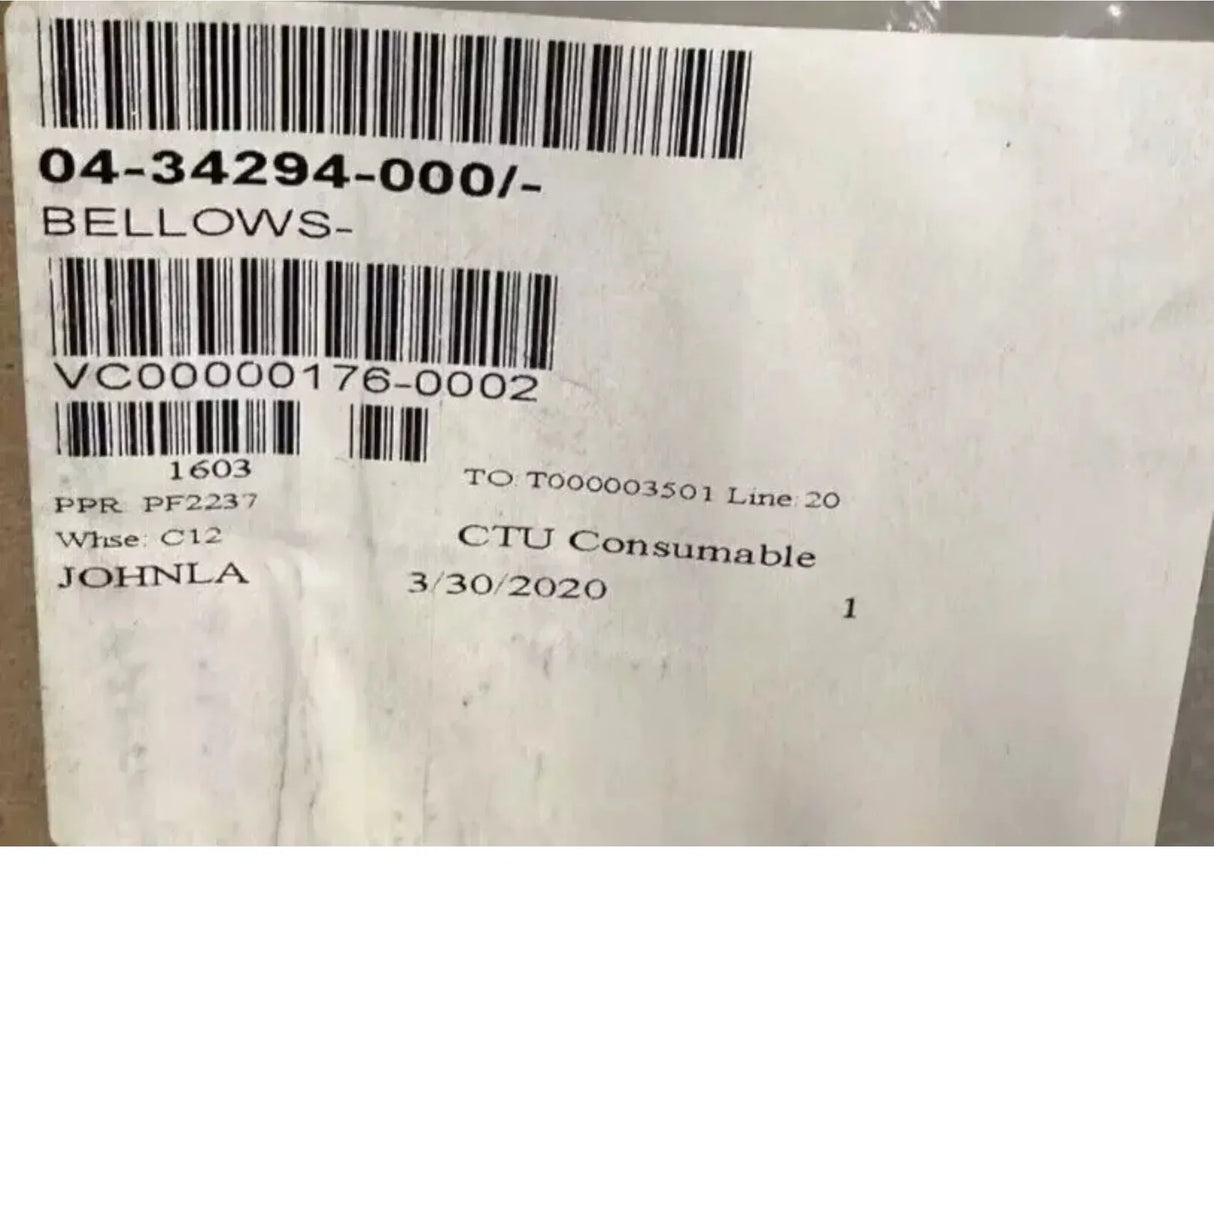 04-34294-000/-
BELLOWS-
VC00000176-0002
1603
TO: T000003501 Line: 20
PPR: PF2237
Whse: C12
CTU Consumable
JOHNLA
3/30/2020
1